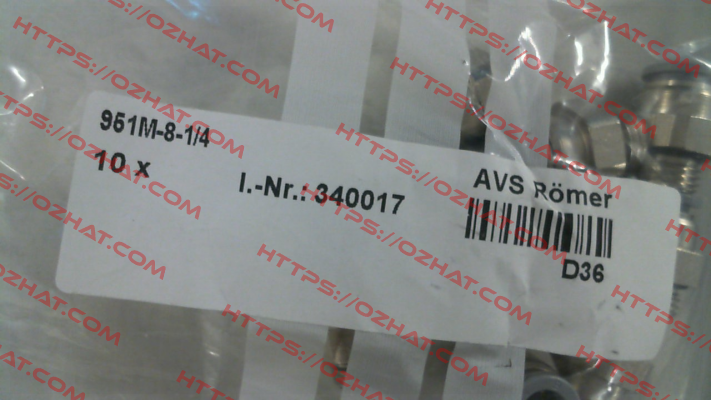 951M-8-1/4
10 x
I.-Nr.: 340017
AVS Römer
D36
HTTPS://OZHAT.COM